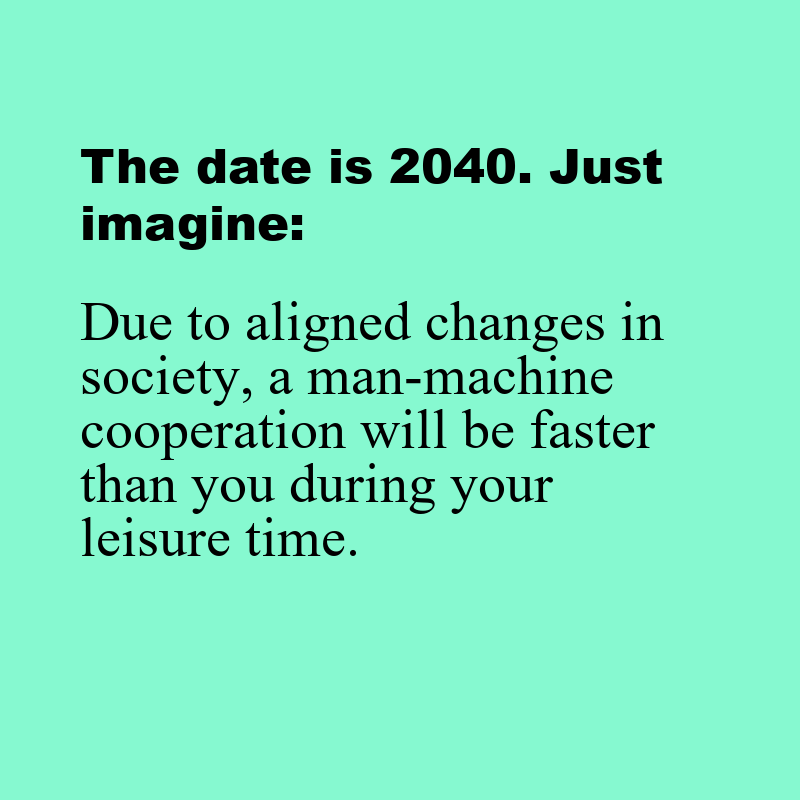 The date is 2040. Just
imagine:
Due to aligned changes in
society, a man-machine
cooperation will be faster
than you during your
leisure time.